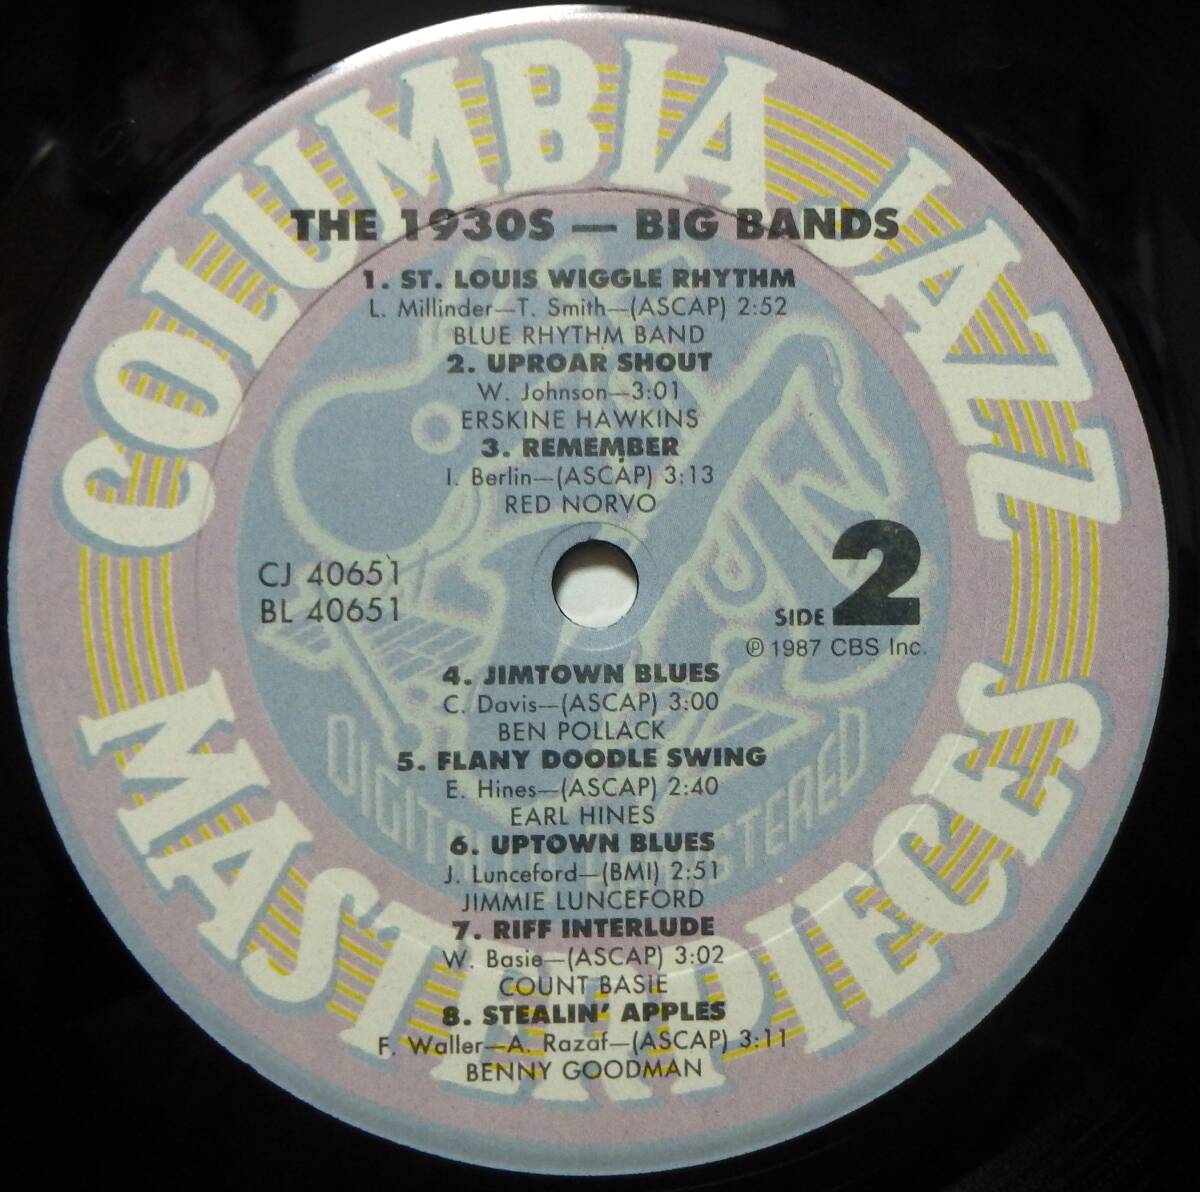 COLUMBIA JAZZ
MASTERPIECES
THE 1930S — BIG BANDS
1. ST. LOUIS WIGGLE RHYTHM
L. Millinder—T. Smith—(ASCAP) 2:52
BLUE RHYTHM BAND
2. UPROAR SHOUT
W. Johnson—3:01
ERSKINE HAWKINS
3. REMEMBER
I. Berlin—(ASCAP) 3:13
RED NORVO
CJ 40651
BL 40651
SIDE 2
℗ 1987 CBS Inc.
4. JIMTOWN BLUES
C. Davis—(ASCAP) 3:00
BEN POLLACK
5. FLANY DOODLE SWING
E. Hines—(ASCAP) 2:40
EARL HINES
6. UPTOWN BLUES
J. Lunceford—(BMI) 2:51
JIMMIE LUNCEFORD
7. RIFF INTERLUDE
W. Basie—(ASCAP) 3:02
COUNT BASIE
8. STEALIN' APPLES
F. Waller—A. Razaf—(ASCAP) 3:11
BENNY GOODMAN
DIGITALLY REMASTERED